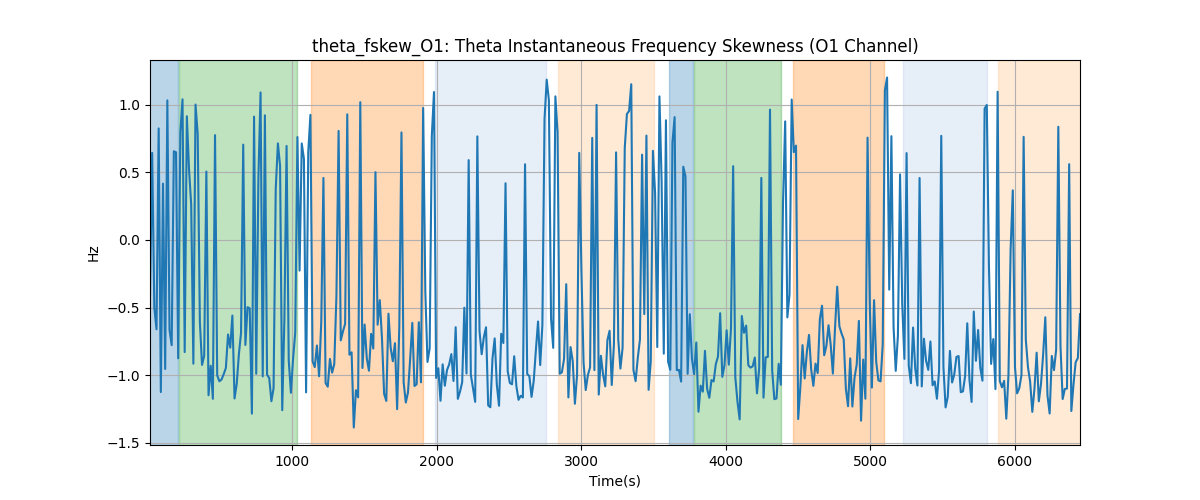 theta_fskew_O1: Theta Instantaneous Frequency Skewness (O1 Channel)
1.0
0.5
0.0
−0.5
−1.0
−1.5
Hz
1000 2000 3000 4000 5000 6000
Time(s)